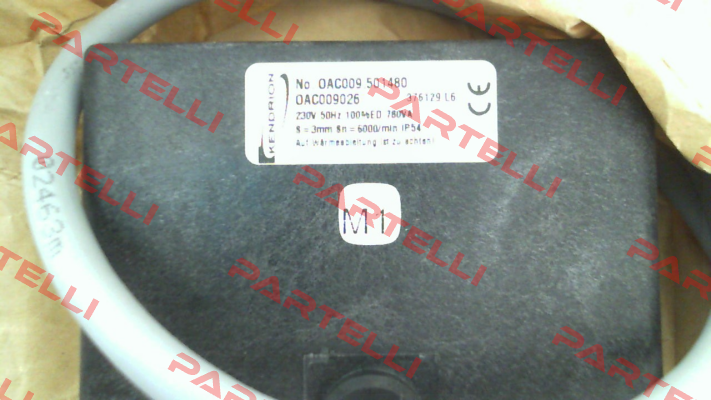 KENDRION
No OAC009 501480
OAC009026 376129 L6
230V 50Hz 100%ED 780VA
S = 3mm Sn = 6000/min IP54
Auf Wärmeableitung ist zu achten!
CE
M1
02463m
PARTELLI
PARTELLI
PARTELLI
PARTELLI
PARTELLI
PARTELLI
PARTELLI
PARTELLI
PARTELLI